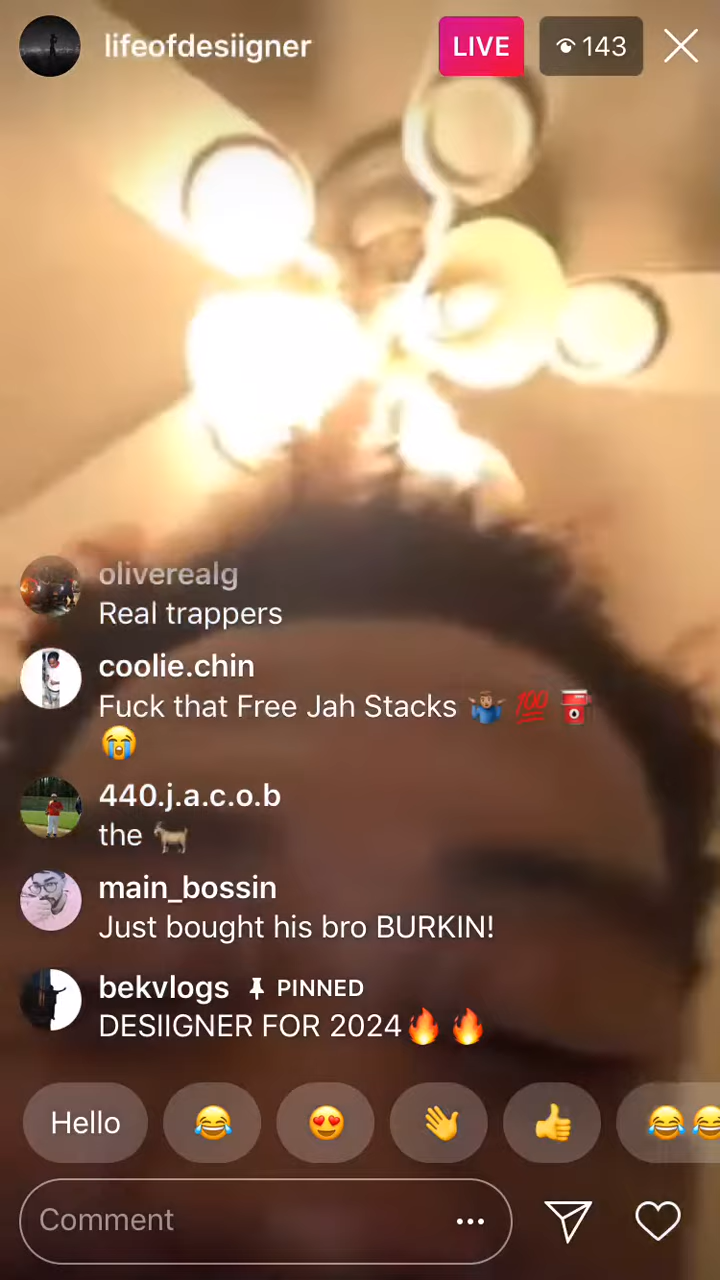 lifeofdesiigner
LIVE
143
oliverealg
Real trappers
coolie.chin
Fuck that Free Jah Stacks 🤷🏽‍♂️ 💯 ⛽
😭
440.j.a.c.o.b
the 🐐
main_bossin
Just bought his bro BURKIN!
bekvlogs PINNED
DESIIGNER FOR 2024🔥🔥
Hello 😂 😍 👋 👍 😂😂
Comment